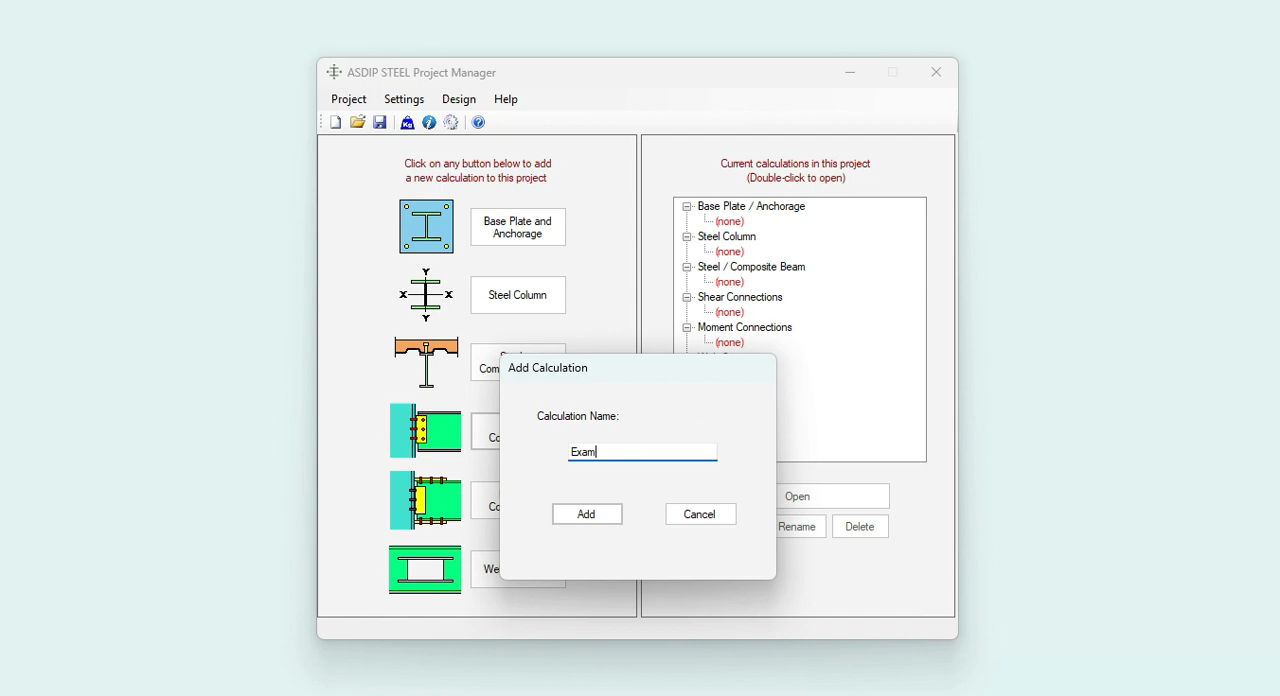 ASDIP STEEL Project Manager
Project Settings Design Help
Kg
Click on any button below to add
a new calculation to this project
Base Plate and
Anchorage
Y
X X
Y
Steel Column
Com
Co
Co
We
Current calculations in this project
(Double-click to open)
Base Plate / Anchorage
(none)
Steel Column
(none)
Steel / Composite Beam
(none)
Shear Connections
(none)
Moment Connections
(none)
Open
Rename Delete
Add Calculation
Calculation Name:
Exam
Add Cancel